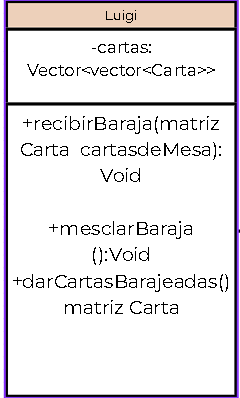 Luigi
-cartas:
Vector<vector<Carta>>
+recibirBaraja(matriz
Carta cartasdeMesa):
Void
+mesclarBaraja
():Void
+darCartasBarajeadas()
matriz Carta